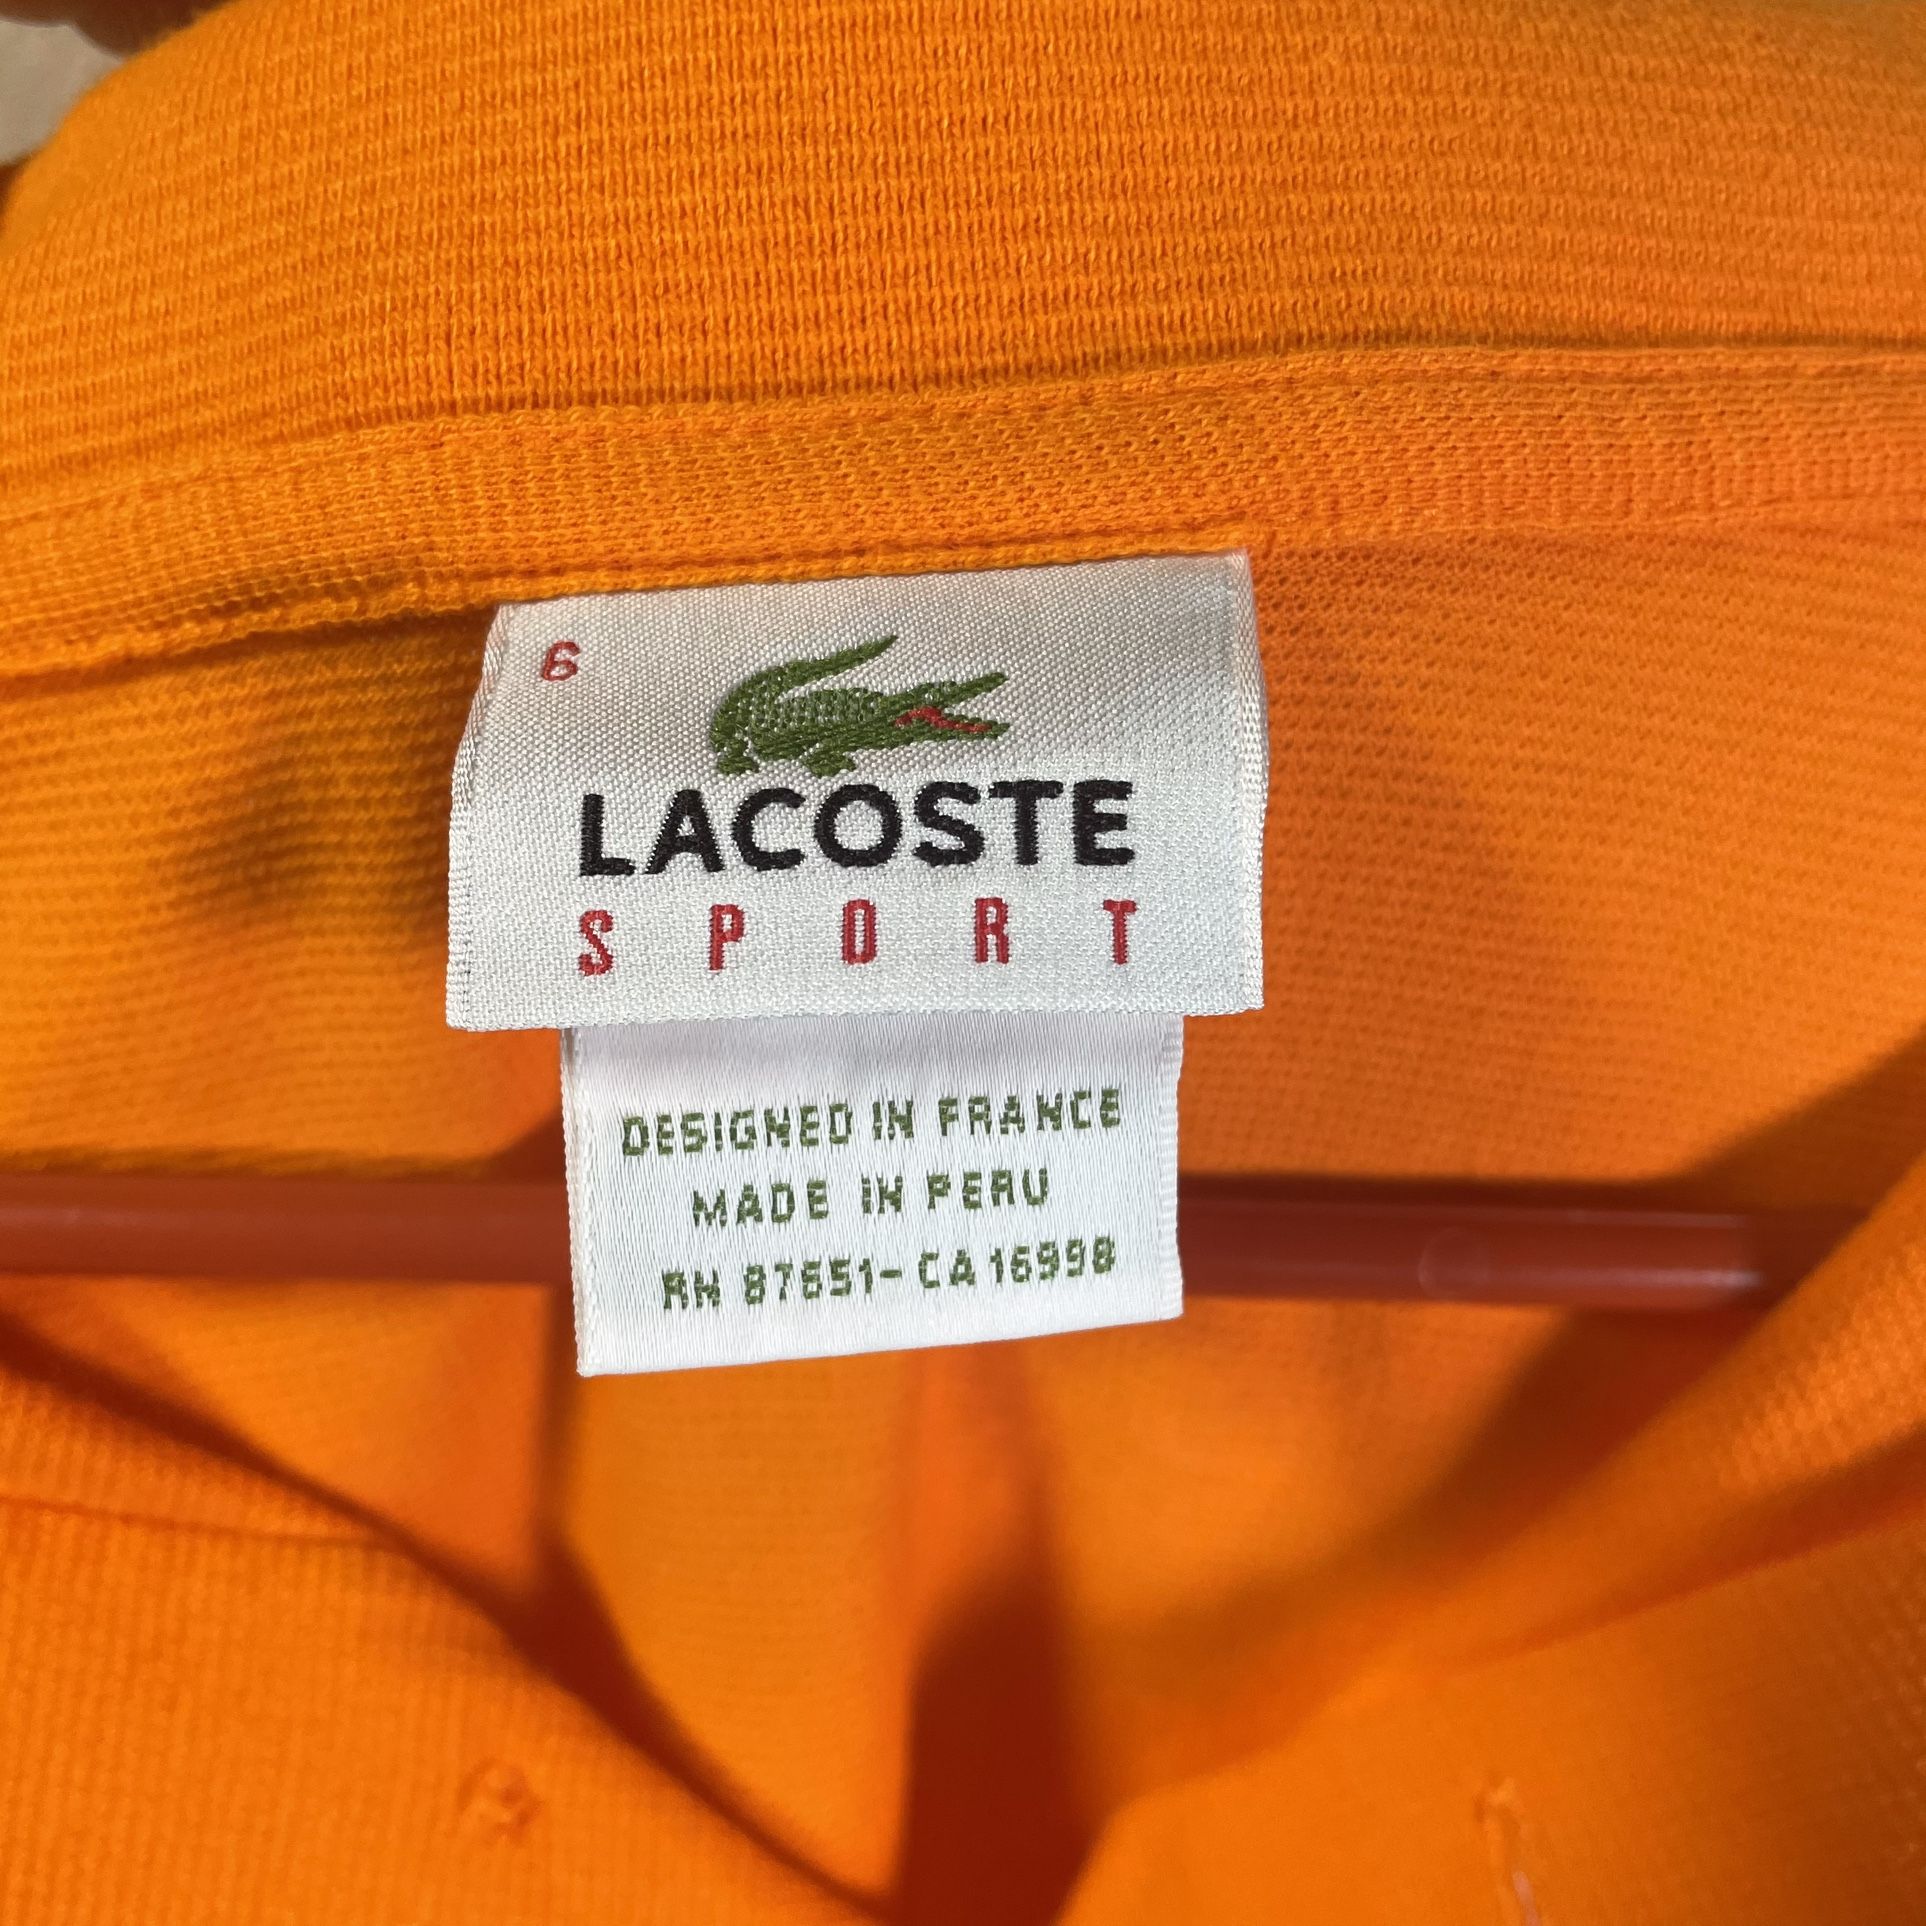 6
LACOSTE
SPORT
DESIGNED IN FRANCE
MADE IN PERU
RN 87651-CA 16998